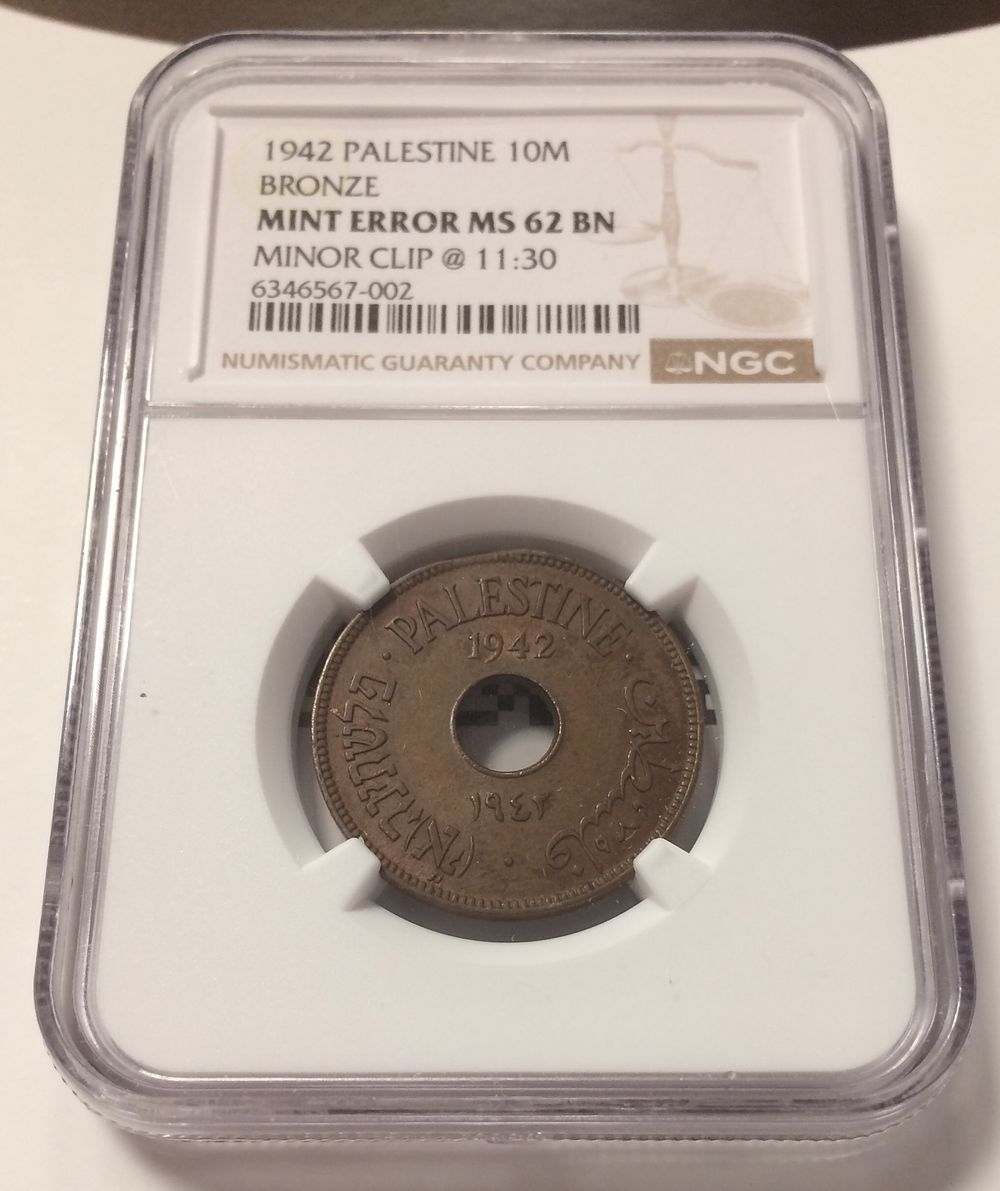 1942 PALESTINE 10M
BRONZE
MINT ERROR MS 62 BN
MINOR CLIP @ 11:30
6346567-002
NUMISMATIC GUARANTY COMPANY NGC
· PALESTINE ·
1942
פלשתינה (א״י)
فلسطين
١٩٤٢